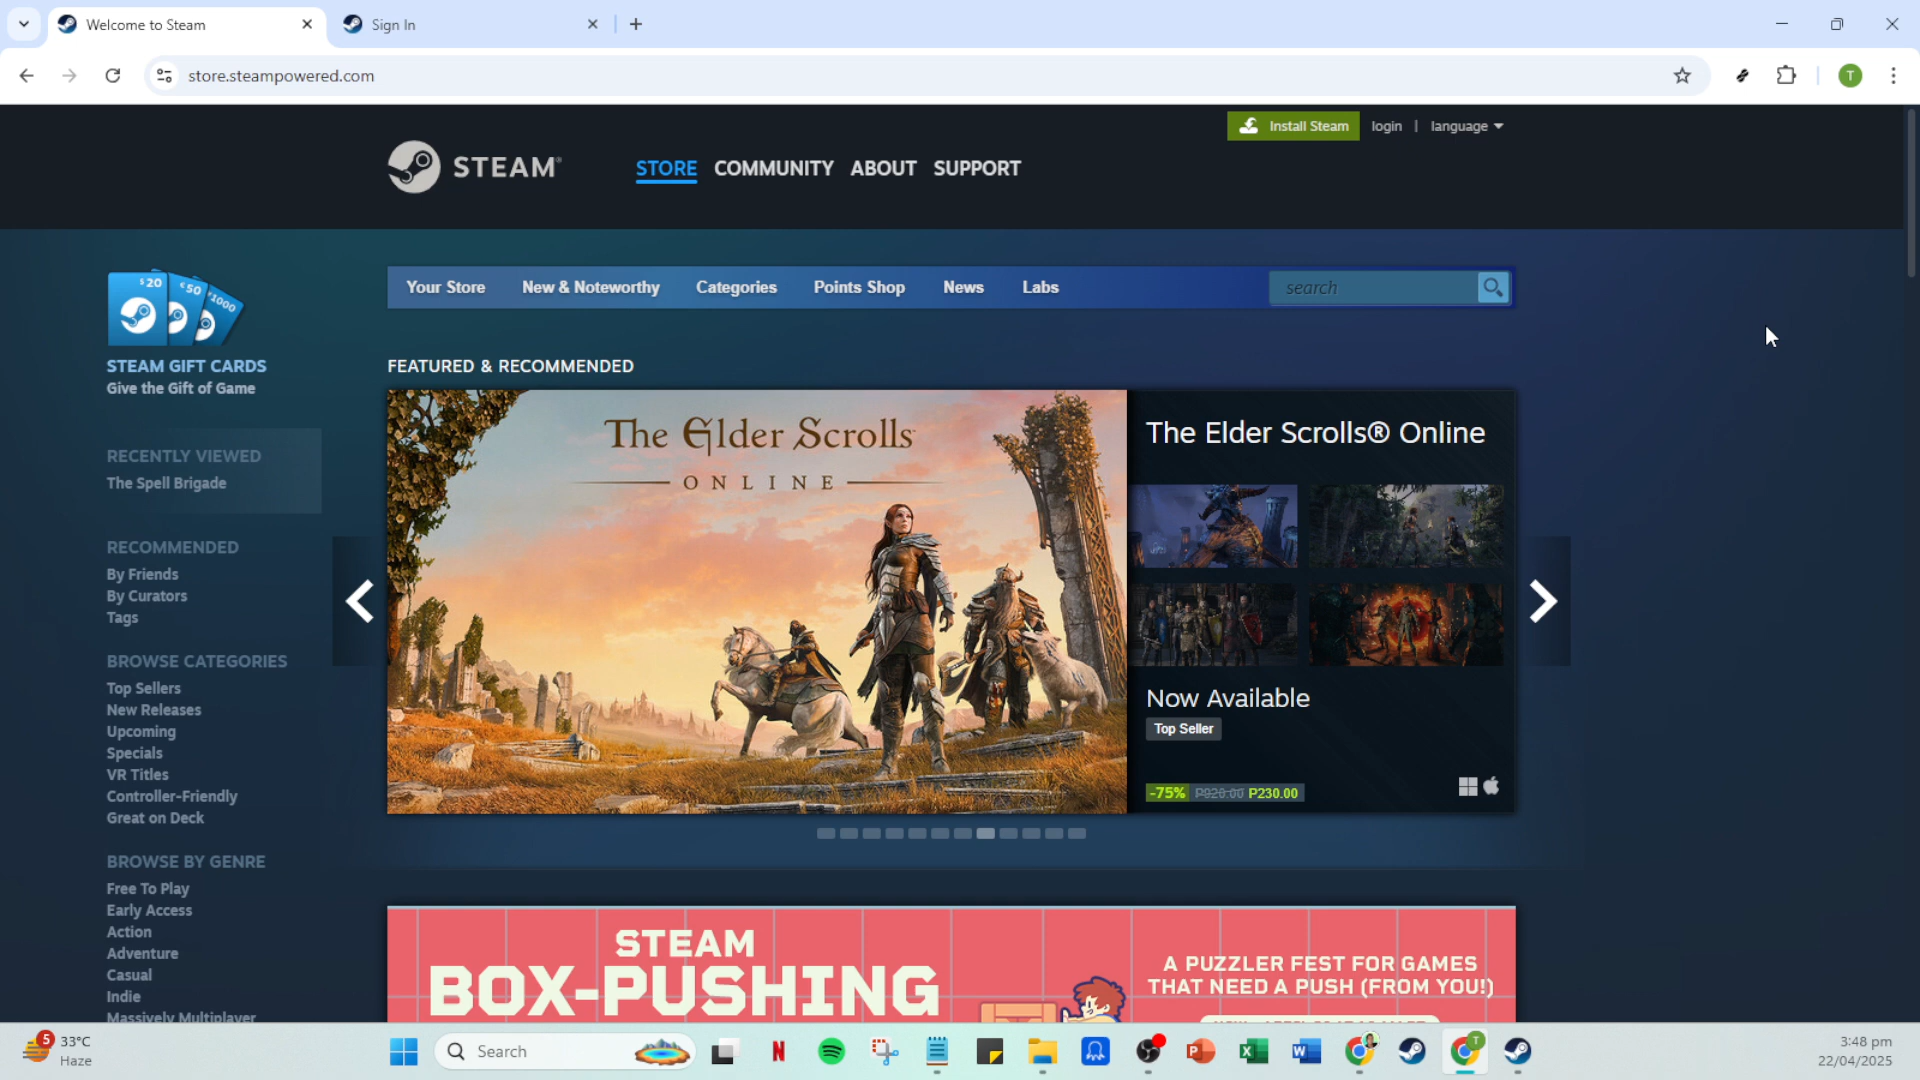 Welcome to Steam
Sign In
store.steampowered.com
T
Install Steam
login | language
STEAM®
STORE COMMUNITY ABOUT SUPPORT
$20 €50 1000
STEAM GIFT CARDS
Give the Gift of Game
Your Store New & Noteworthy Categories Points Shop News Labs
search
FEATURED & RECOMMENDED
RECENTLY VIEWED
The Spell Brigade
RECOMMENDED
By Friends
By Curators
Tags
BROWSE CATEGORIES
Top Sellers
New Releases
Upcoming
Specials
VR Titles
Controller-Friendly
Great on Deck
BROWSE BY GENRE
Free To Play
Early Access
Action
Adventure
Casual
Indie
Massively Multiplayer
The Elder Scrolls
ONLINE
The Elder Scrolls® Online
Now Available
Top Seller
-75% P920.00 P230.00
STEAM
BOX-PUSHING
A PUZZLER FEST FOR GAMES
THAT NEED A PUSH (FROM YOU!)
5
33°C
Haze
Search
N
P
X
W
T
3:48 pm
22/04/2025